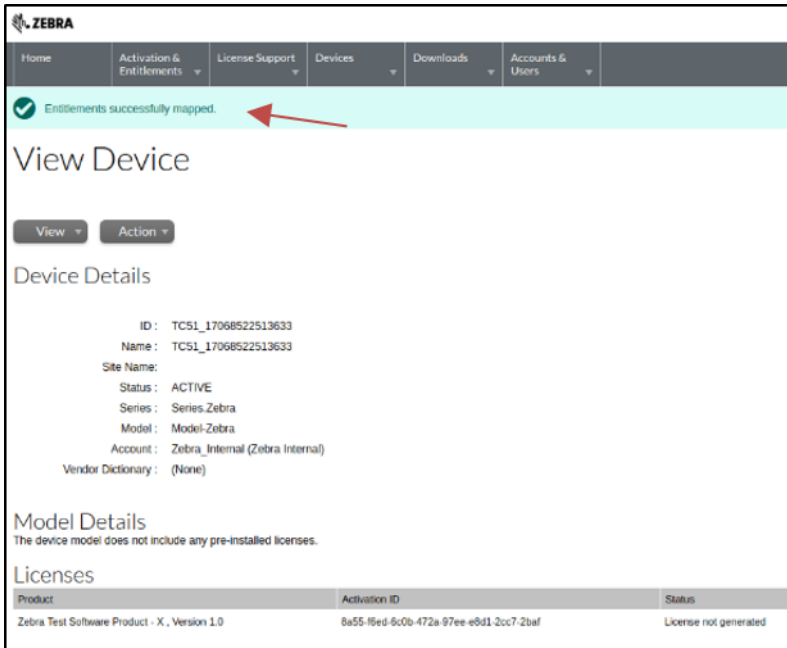 ZEBRA
Home
Activation & Entitlements
License Support
Devices
Downloads
Accounts & Users
Entitlements successfully mapped.
View Device
View
Action
Device Details
ID : TC51_17068522513633
Name : TC51_17068522513633
Site Name:
Status : ACTIVE
Series : Series.Zebra
Model : Model-Zebra
Account : Zebra_Internal (Zebra Internal)
Vendor Dictionary : (None)
Model Details
The device model does not include any pre-installed licenses.
Licenses
Product Activation ID Status
Zebra Test Software Product - X , Version 1.0 8a55-f6ed-6c0b-472a-97ee-e8d1-2cc7-2baf License not generated